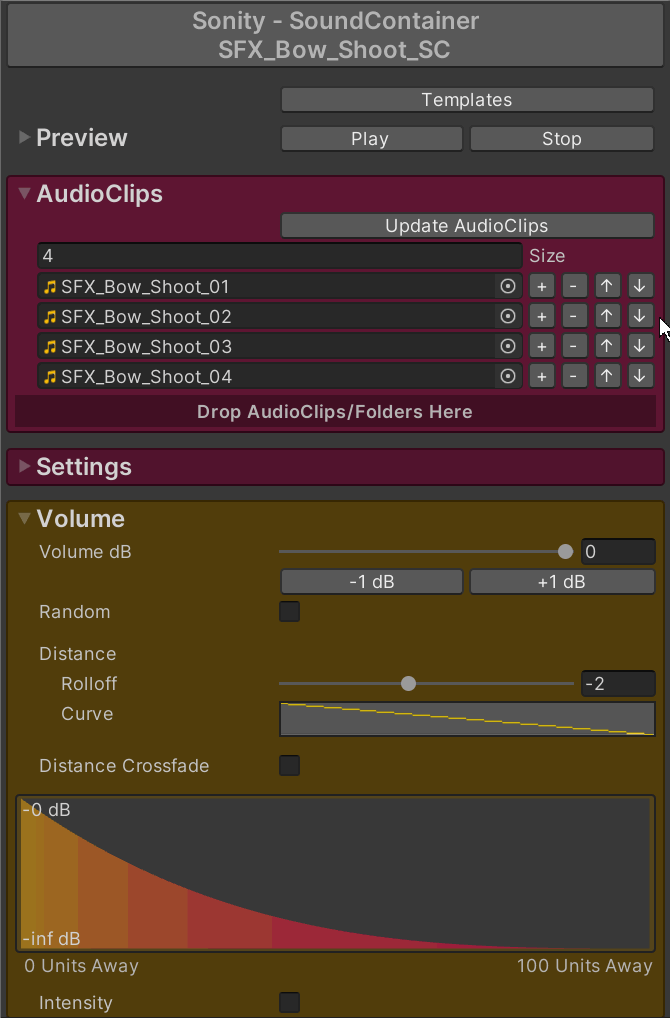 Sonity - SoundContainer
SFX_Bow_Shoot_SC
Templates
Preview
Play
Stop
AudioClips
Update AudioClips
4
Size
SFX_Bow_Shoot_01
+ - ↑ ↓
SFX_Bow_Shoot_02
+ - ↑ ↓
SFX_Bow_Shoot_03
+ - ↑ ↓
SFX_Bow_Shoot_04
+ - ↑ ↓
Drop AudioClips/Folders Here
Settings
Volume
Volume dB
0
-1 dB
+1 dB
Random
Distance
Rolloff
-2
Curve
Distance Crossfade
-0 dB
-inf dB
0 Units Away
100 Units Away
Intensity